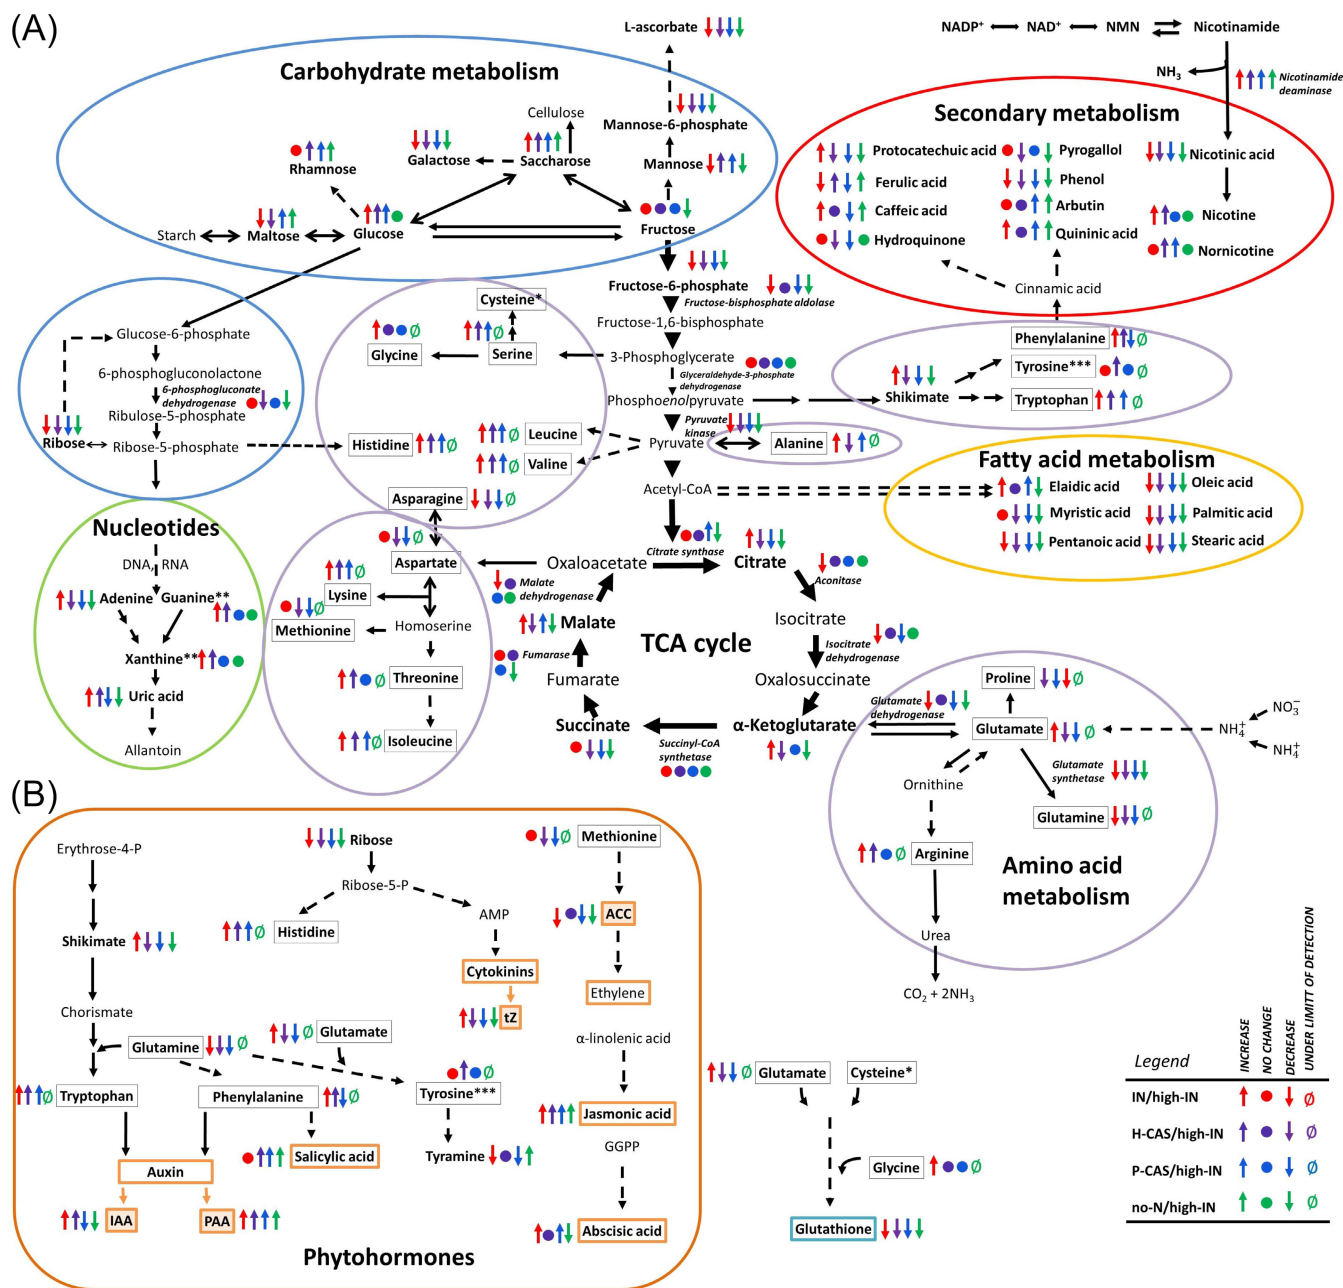 (A)
L-ascorbate
NADP⁺
NAD⁺
NMN
Nicotinamide
NH₃
Nicotinamide
deaminase
Carbohydrate metabolism
Cellulose
Mannose-6-phosphate
Galactose
Saccharose
Mannose
Rhamnose
Starch
Maltose
Glucose
Fructose
Secondary metabolism
Protocatechuic acid
Pyrogallol
Nicotinic acid
Ferulic acid
Phenol
Caffeic acid
Arbutin
Nicotine
Hydroquinone
Quininic acid
Nornicotine
Cinnamic acid
Fructose-6-phosphate
Fructose-bisphosphate aldolase
Fructose-1,6-bisphosphate
3-Phosphoglycerate
Glyceraldehyde-3-phosphate
dehydrogenase
Phosphoenolpyruvate
Pyruvate
kinase
Pyruvate
Alanine
Acetyl-CoA
Cysteine*
Glycine
Serine
Leucine
Histidine
Valine
Asparagine
Phenylalanine
Tyrosine***
Shikimate
Tryptophan
Glucose-6-phosphate
6-phosphogluconolactone
6-phosphogluconate
dehydrogenase
Ribulose-5-phosphate
Ribose
Ribose-5-phosphate
Fatty acid metabolism
Elaidic acid
Oleic acid
Myristic acid
Palmitic acid
Pentanoic acid
Stearic acid
Nucleotides
DNA, RNA
Adenine
Guanine**
Xanthine**
Uric acid
Allantoin
Aspartate
Lysine
Methionine
Homoserine
Threonine
Isoleucine
TCA cycle
Oxaloacetate
Citrate synthase
Citrate
Aconitase
Isocitrate
Isocitrate
dehydrogenase
Oxalosuccinate
α-Ketoglutarate
Succinyl-CoA
synthetase
Succinate
Fumarate
Fumarase
Malate
Malate
dehydrogenase
Glutamate
dehydrogenase
Proline
Glutamate
NO₃⁻
NH₄⁺
NH₄⁺
Glutamate
synthetase
Ornithine
Glutamine
Arginine
Amino acid
metabolism
Urea
CO₂ + 2NH₃
(B)
Erythrose-4-P
Ribose
Methionine
Ribose-5-P
Shikimate
Histidine
AMP
ACC
Cytokinins
Ethylene
Chorismate
tZ
Glutamine
Glutamate
α-linolenic acid
Tryptophan
Phenylalanine
Tyrosine***
Jasmonic acid
Auxin
Salicylic acid
Tyramine
GGPP
IAA
PAA
Abscisic acid
Phytohormones
Glutamate
Cysteine*
Glycine
Glutathione
Legend
INCREASE
NO CHANGE
DECREASE
UNDER LIMITT OF DETECTION
IN/high-IN
H-CAS/high-IN
P-CAS/high-IN
no-N/high-IN